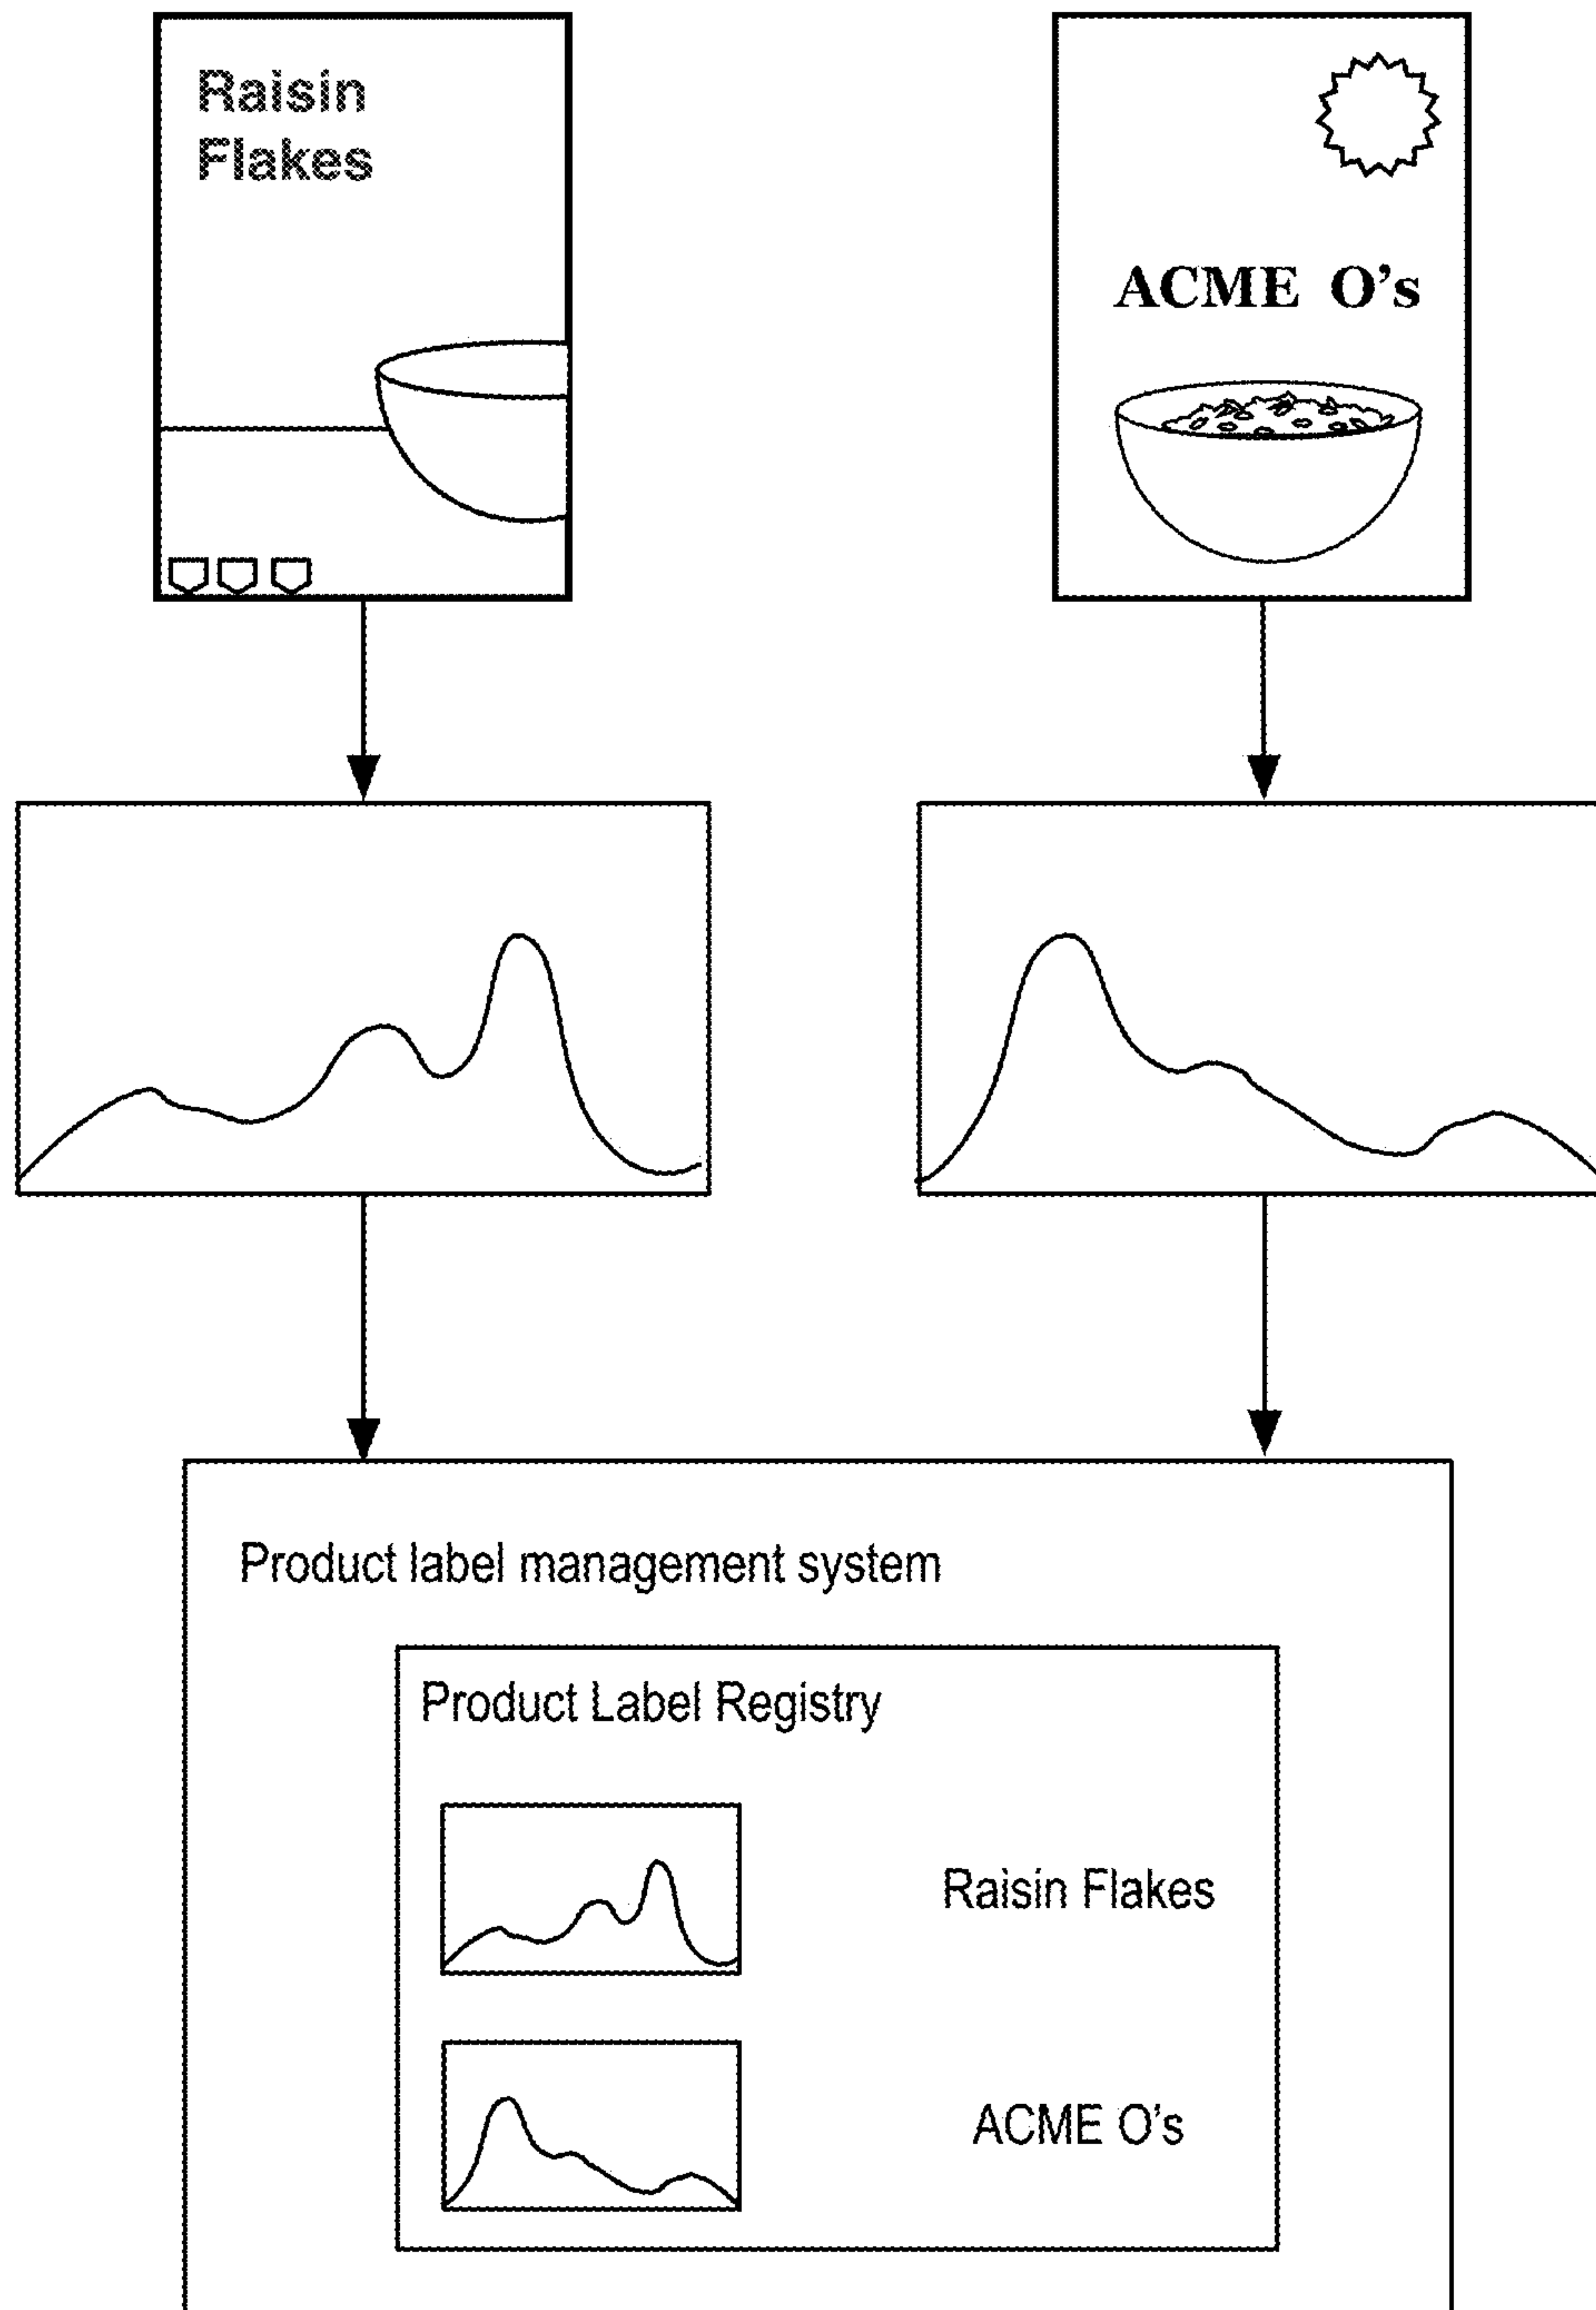 Raisin
Flakes
ACME O's
Product label management system
Product Label Registry
Raisin Flakes
ACME O's